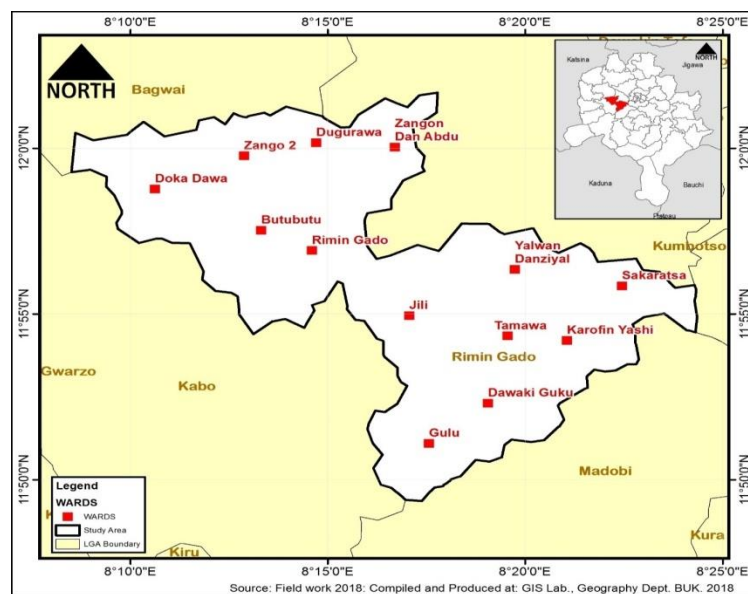 8°10'0"E 8°15'0"E 8°20'0"E 8°25'0"E
NORTH
Bagwai
Katsina
NORTH
Jigawa
Kaduna
Bauchi
12°0'0"N
12°0'0"N
Dugurawa
Zangon
Dan Abdu
Zango 2
Doka Dawa
Butubutu
Rimin Gado
Kumbotso
Yalwan
Danziyal
Sakaratsa
11°55'0"N
11°55'0"N
Jili
Tamawa
Karofin Yashi
Rimin Gado
Gwarzo
Kabo
Dawaki Guku
Gulu
Madobi
11°50'0"N
11°50'0"N
Legend
WARDS
WARDS
Study Area
LGA Boundary
Kiru
Kura
8°10'0"E 8°15'0"E 8°20'0"E 8°25'0"E
Source: Field work 2018: Compiled and Produced at: GIS Lab., Geography Dept. BUK. 2018